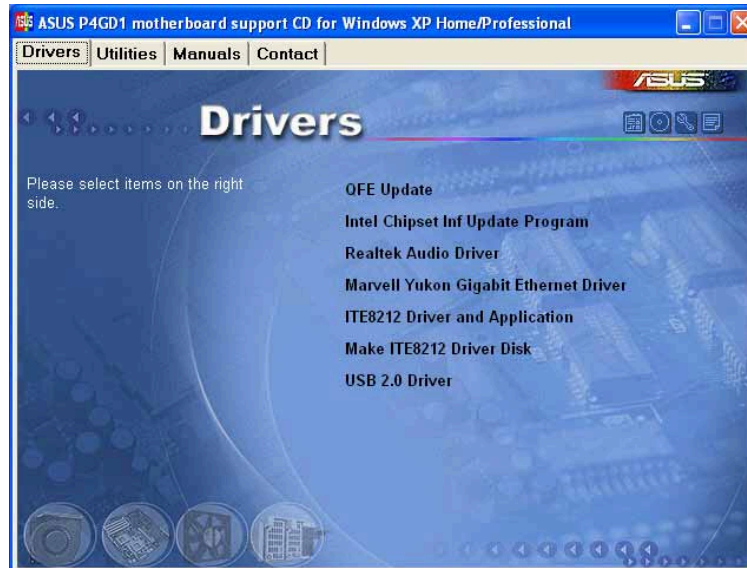 ASUS P4GD1 motherboard support CD for Windows XP Home/Professional
Drivers Utilities Manuals Contact
ASUS
Drivers
Please select items on the right
side.
QFE Update
Intel Chipset Inf Update Program
Realtek Audio Driver
Marvell Yukon Gigabit Ethernet Driver
ITE8212 Driver and Application
Make ITE8212 Driver Disk
USB 2.0 Driver